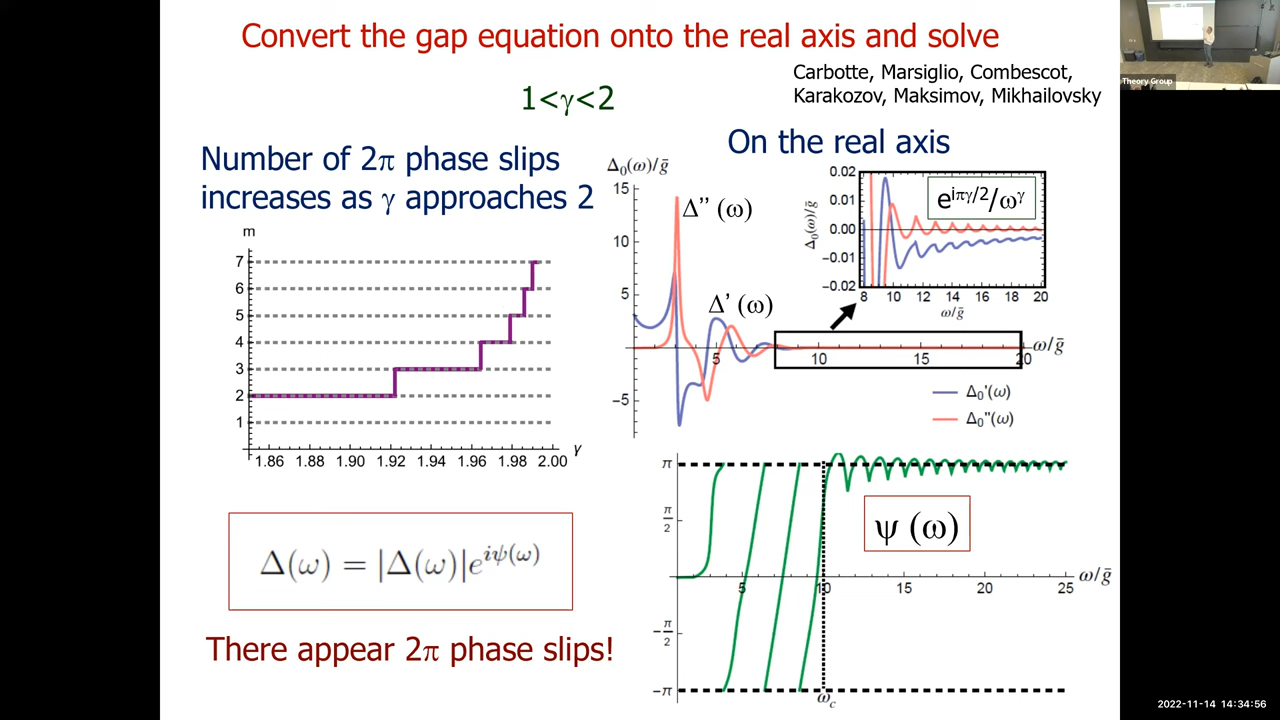 Convert the gap equation onto the real axis and solve
Carbotte, Marsiglio, Combescot,
Karakozov, Maksimov, Mikhailovsky
Theory Group
1<γ<2
Number of 2π phase slips
increases as γ approaches 2
On the real axis
m
7
6
5
4
3
2
1
1.86 1.88 1.90 1.92 1.94 1.96 1.98 2.00 γ
Δ₀(ω)/ḡ
15
10
5
-5
Δ’’ (ω)
Δ’ (ω)
5 10 15 20 ω/ḡ
Δ₀(ω)/ḡ
0.02
0.01
0.00
-0.01
-0.02
e^{iπγ/2}/ω^γ
8 10 12 14 16 18 20
ω/ḡ
Δ₀'(ω)
Δ₀''(ω)
Δ(ω) = |Δ(ω)|e^{iψ(ω)}
There appear 2π phase slips!
π
π/2
-π/2
-π
ψ (ω)
5 10 15 20 25 ω/ḡ
ω_c
2022-11-14 14:34:56